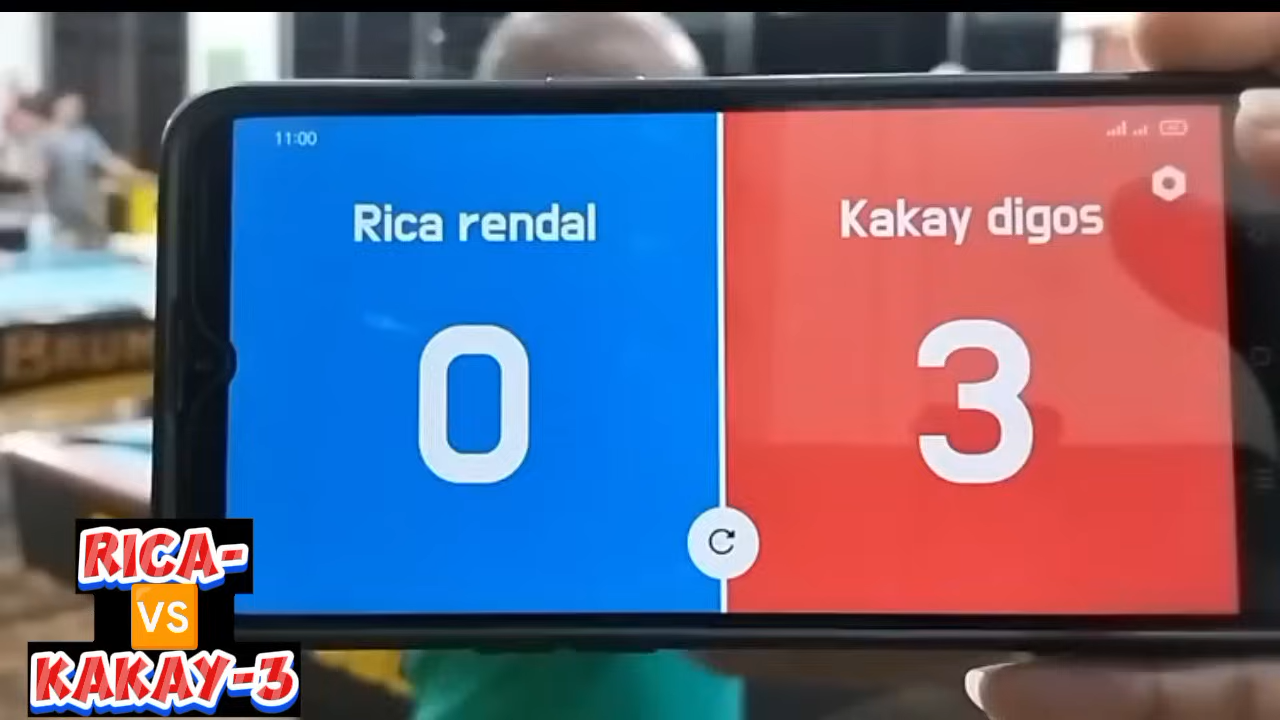 11:00
Rica rendal
Kakay digos
0
3
RICA-
VS
KAKAY-3